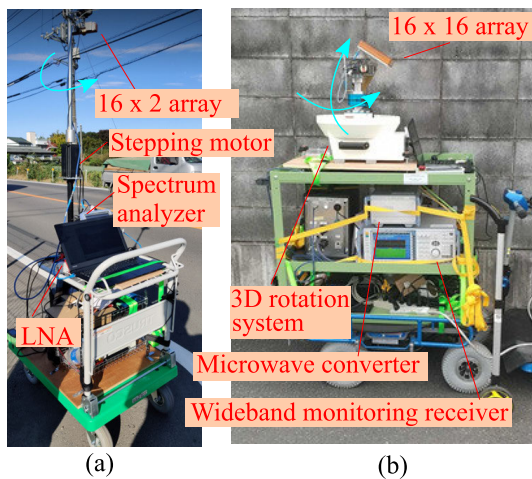 16 x 2 array
Stepping motor
Spectrum
analyzer
LNA
(a)
16 x 16 array
3D rotation
system
Microwave converter
Wideband monitoring receiver
(b)